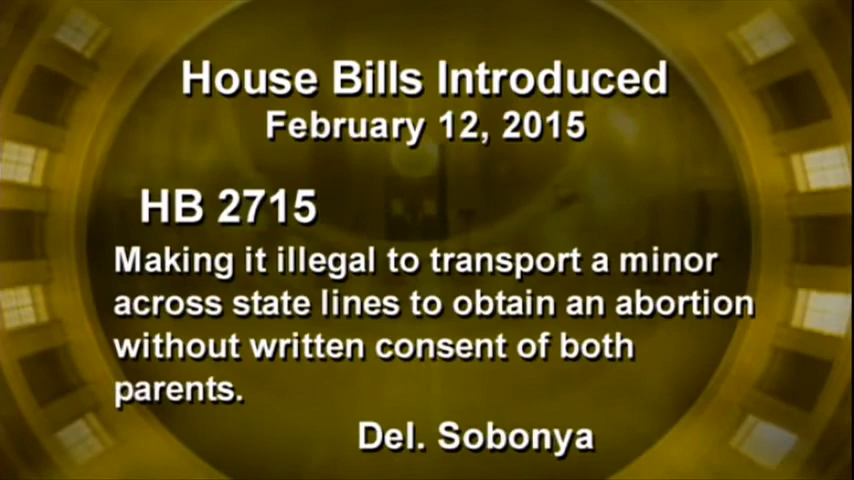 House Bills Introduced
February 12, 2015
HB 2715
Making it illegal to transport a minor
across state lines to obtain an abortion
without written consent of both
parents.
Del. Sobonya